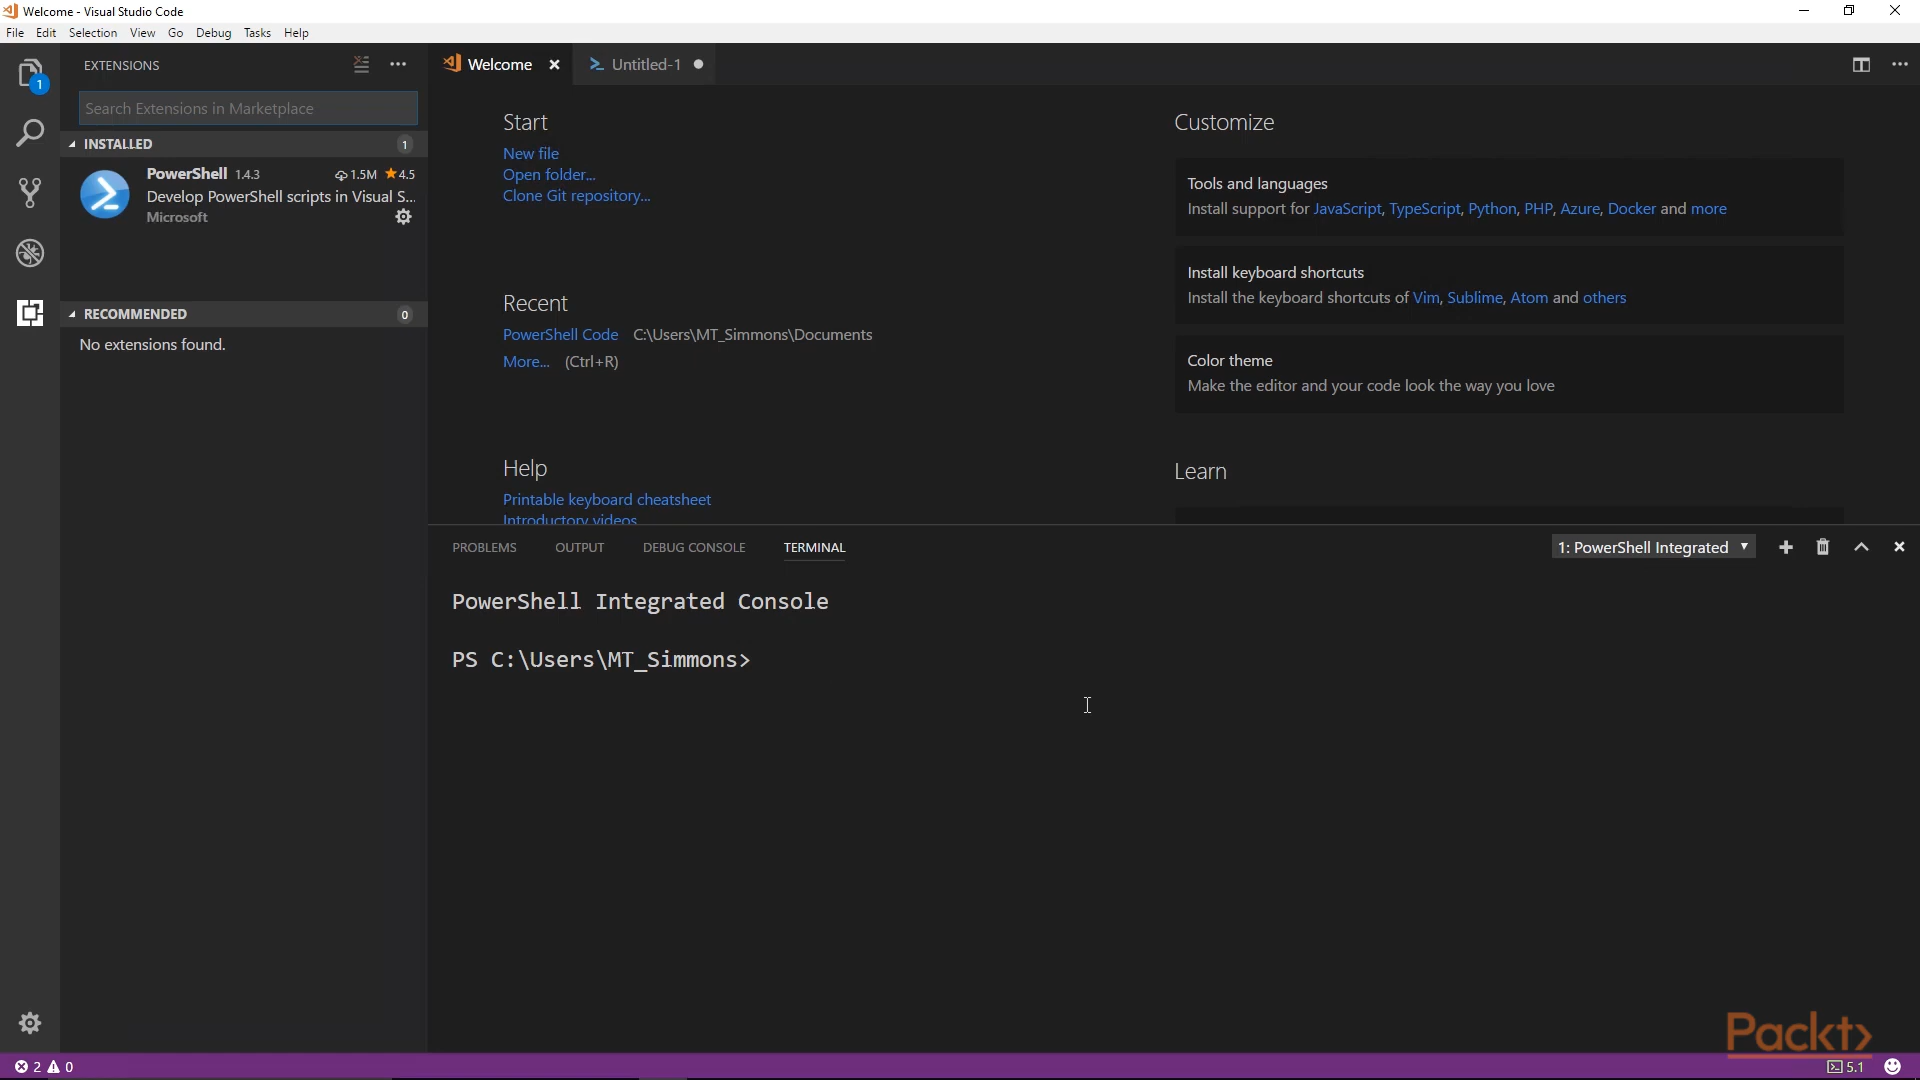 Welcome - Visual Studio Code
File Edit Selection View Go Debug Tasks Help
1
EXTENSIONS
Search Extensions in Marketplace
INSTALLED 1
PowerShell 1.4.3 1.5M 4.5
Develop PowerShell scripts in Visual S...
Microsoft
RECOMMENDED 0
No extensions found.
Welcome Untitled-1
Start
New file
Open folder...
Clone Git repository...
Recent
PowerShell Code C:\Users\MT_Simmons\Documents
More... (Ctrl+R)
Help
Printable keyboard cheatsheet
Introductory videos
Customize
Tools and languages
Install support for JavaScript, TypeScript, Python, PHP, Azure, Docker and more
Install keyboard shortcuts
Install the keyboard shortcuts of Vim, Sublime, Atom and others
Color theme
Make the editor and your code look the way you love
Learn
PROBLEMS OUTPUT DEBUG CONSOLE TERMINAL 1: PowerShell Integrated
PowerShell Integrated Console
PS C:\Users\MT_Simmons>
Packt>
2 0 5.1